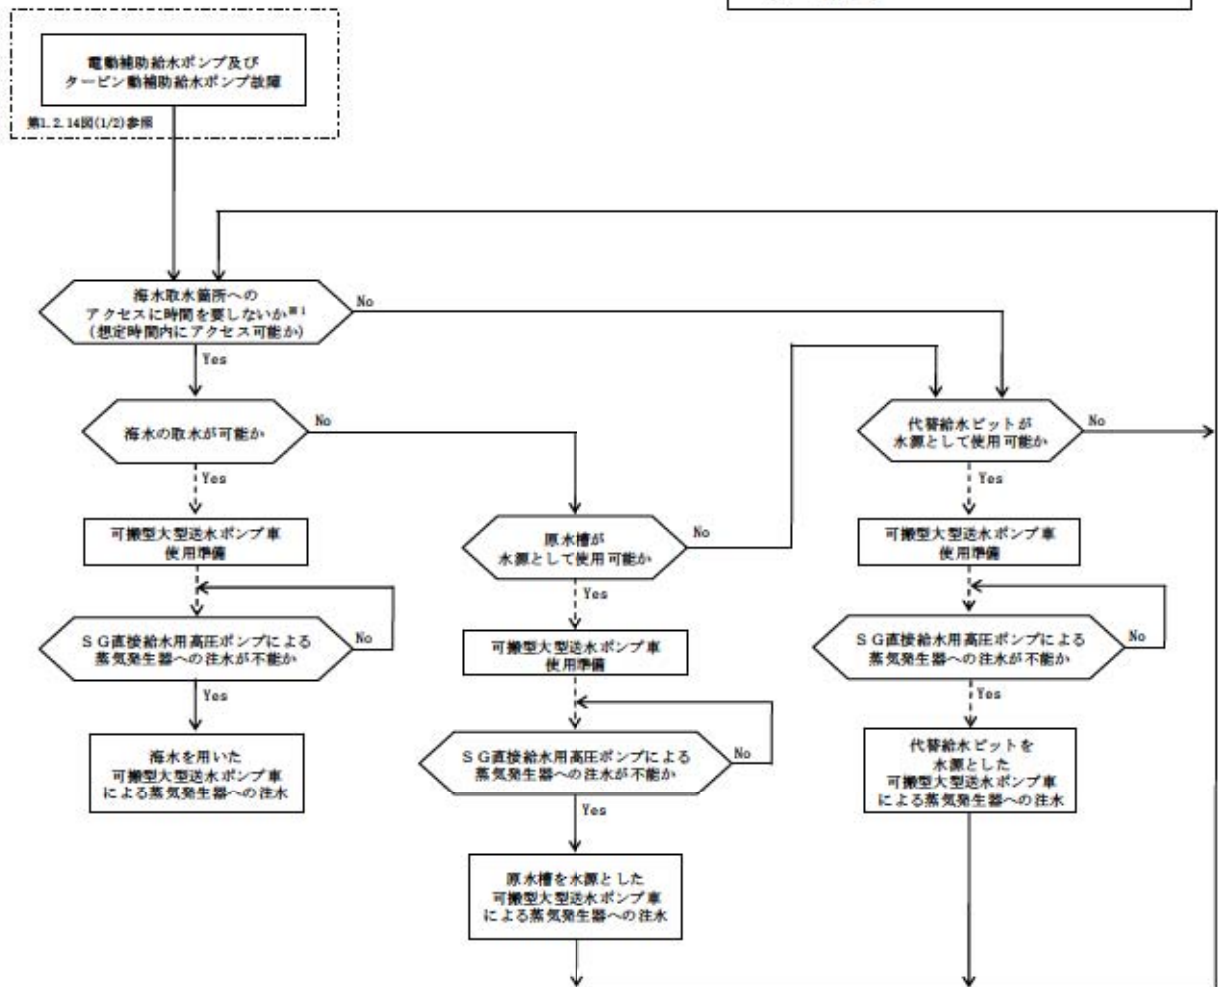 電動補助給水ポンプ及び
タービン動補助給水ポンプ故障
第1.2.14図(1/2)参照
海水取水箇所への
アクセスに時間を要しないか※1
(想定時間内にアクセス可能か)
No
Yes
海水の取水が可能か
No
Yes
代替給水ピットが
水源として使用可能か
No
Yes
可搬型大型送水ポンプ車
使用準備
原水槽が
水源として使用可能か
No
Yes
可搬型大型送水ポンプ車
使用準備
SG直接給水用高圧ポンプによる
蒸気発生器への注水が不能か
No
Yes
可搬型大型送水ポンプ車
使用準備
SG直接給水用高圧ポンプによる
蒸気発生器への注水が不能か
No
Yes
海水を用いた
可搬型大型送水ポンプ車
による蒸気発生器への注水
SG直接給水用高圧ポンプによる
蒸気発生器への注水が不能か
No
Yes
代替給水ピットを
水源とした
可搬型大型送水ポンプ車
による蒸気発生器への注水
原水槽を水源とした
可搬型大型送水ポンプ車
による蒸気発生器への注水